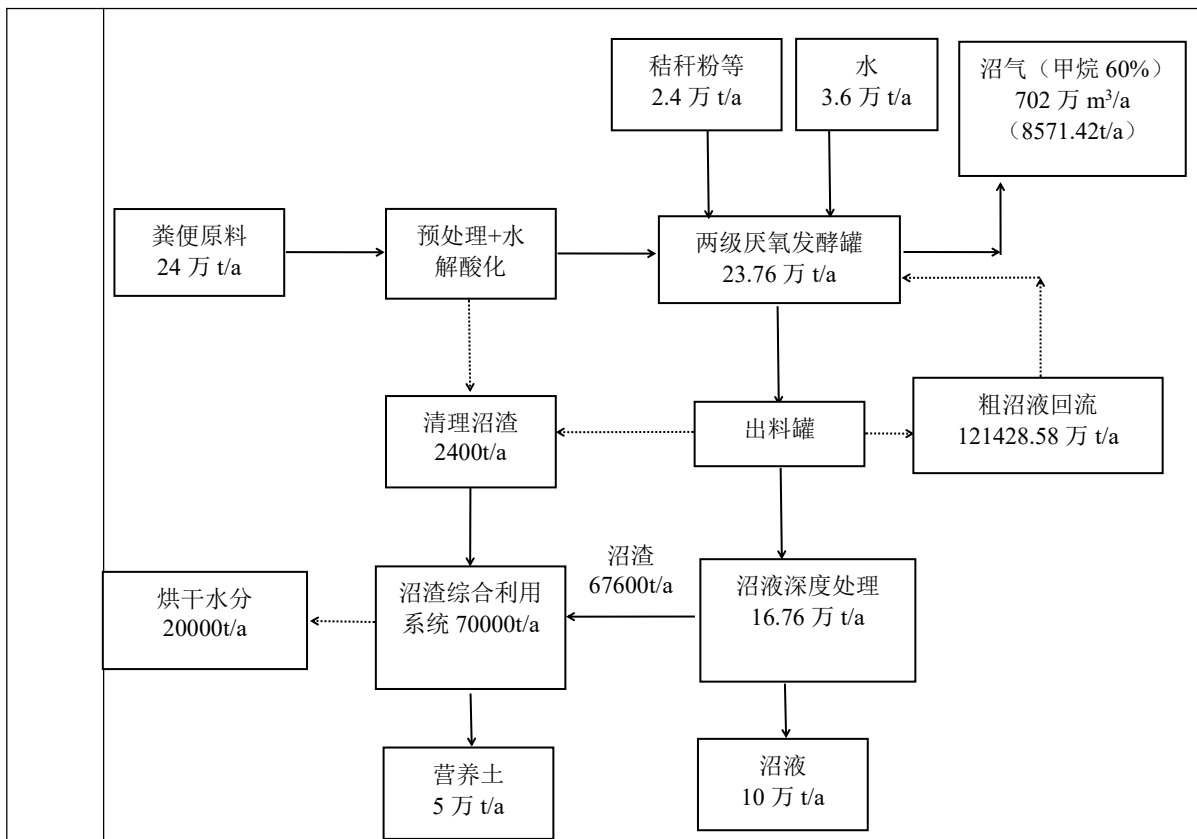 秸秆粉等
2.4 万 t/a
水
3.6 万 t/a
沼气（甲烷 60%）
702 万 m³/a
（8571.42t/a）
粪便原料
24 万 t/a
预处理+水
解酸化
两级厌氧发酵罐
23.76 万 t/a
清理沼渣
2400t/a
出料罐
粗沼液回流
121428.58 万 t/a
烘干水分
20000t/a
沼渣综合利用
系统 70000t/a
沼渣
67600t/a
沼液深度处理
16.76 万 t/a
营养土
5 万 t/a
沼液
10 万 t/a